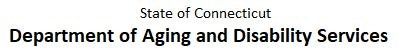 State of Connecticut
Department of Aging and Disability Services